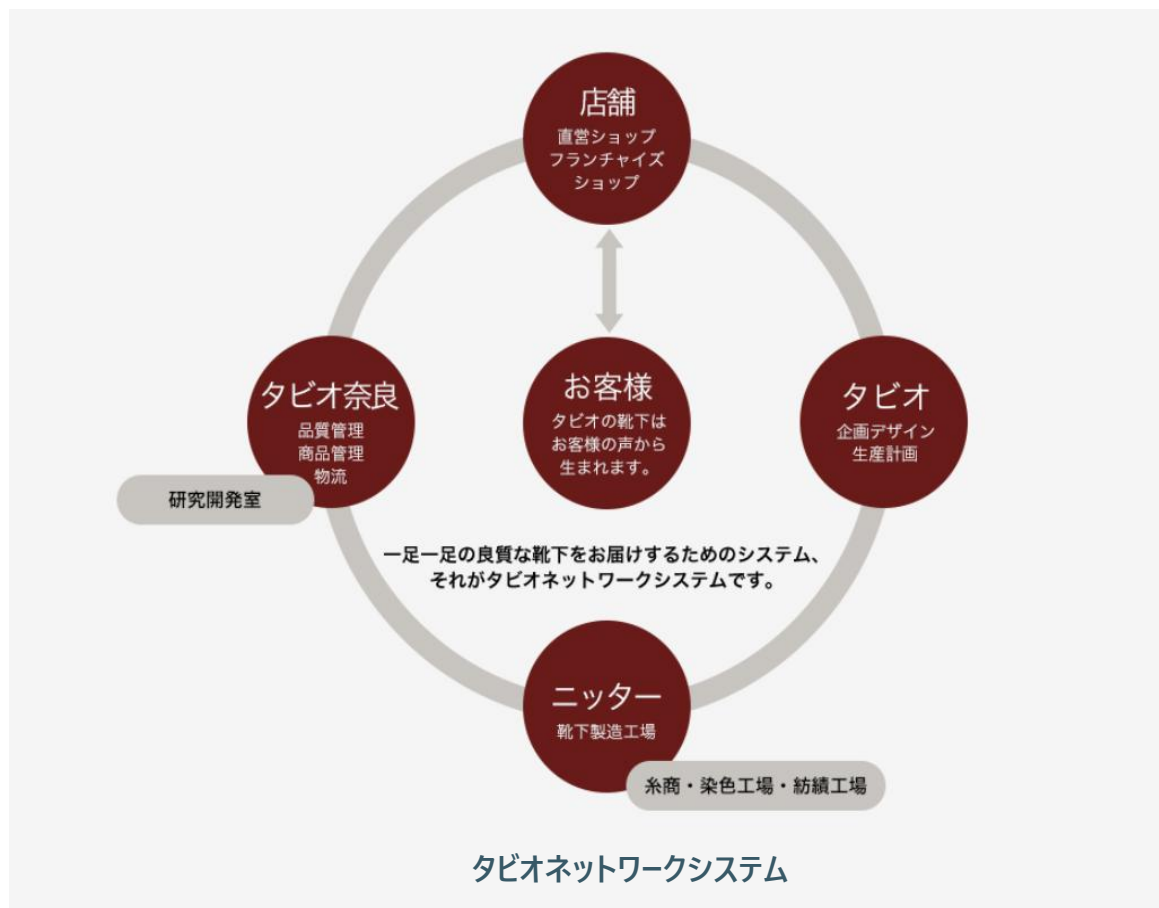 店舗
直営ショップ
フランチャイズ
ショップ
タビオ奈良
品質管理
商品管理
物流
研究開発室
お客様
タビオの靴下は
お客様の声から
生まれます。
タビオ
企画デザイン
生産計画
一足一足の良質な靴下をお届けするためのシステム、
それがタビオネットワークシステムです。
ニッター
靴下製造工場
糸商・染色工場・紡績工場
タビオネットワークシステム